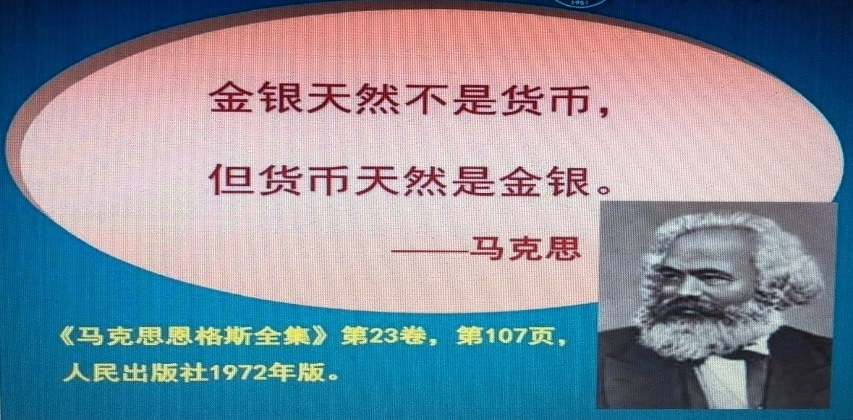 金银天然不是货币，
但货币天然是金银。
——马克思
《马克思恩格斯全集》第23卷，第107页，
人民出版社1972年版。